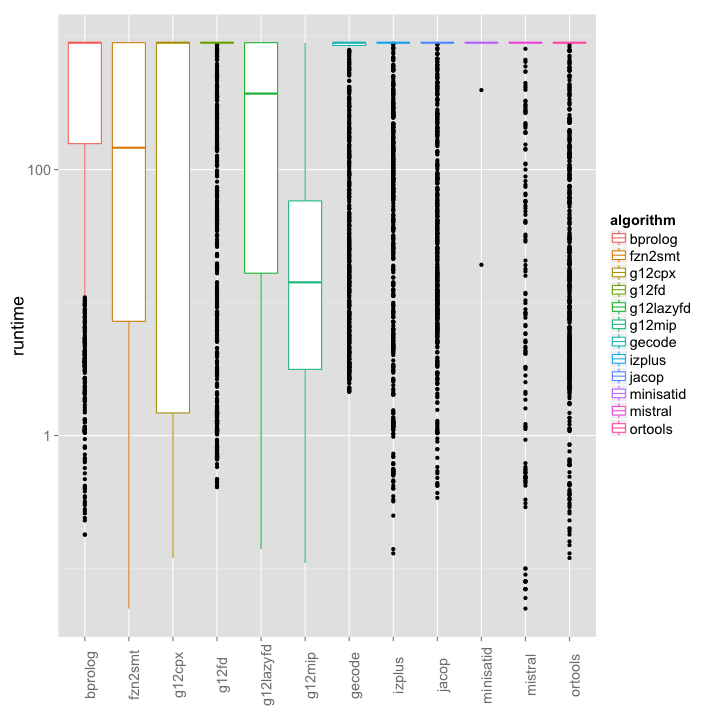 100
1
runtime
bprolog
fzn2smt
g12cpx
g12fd
g12lazyfd
g12mip
gecode
izplus
jacop
minisatid
mistral
ortools
algorithm
bprolog
fzn2smt
g12cpx
g12fd
g12lazyfd
g12mip
gecode
izplus
jacop
minisatid
mistral
ortools